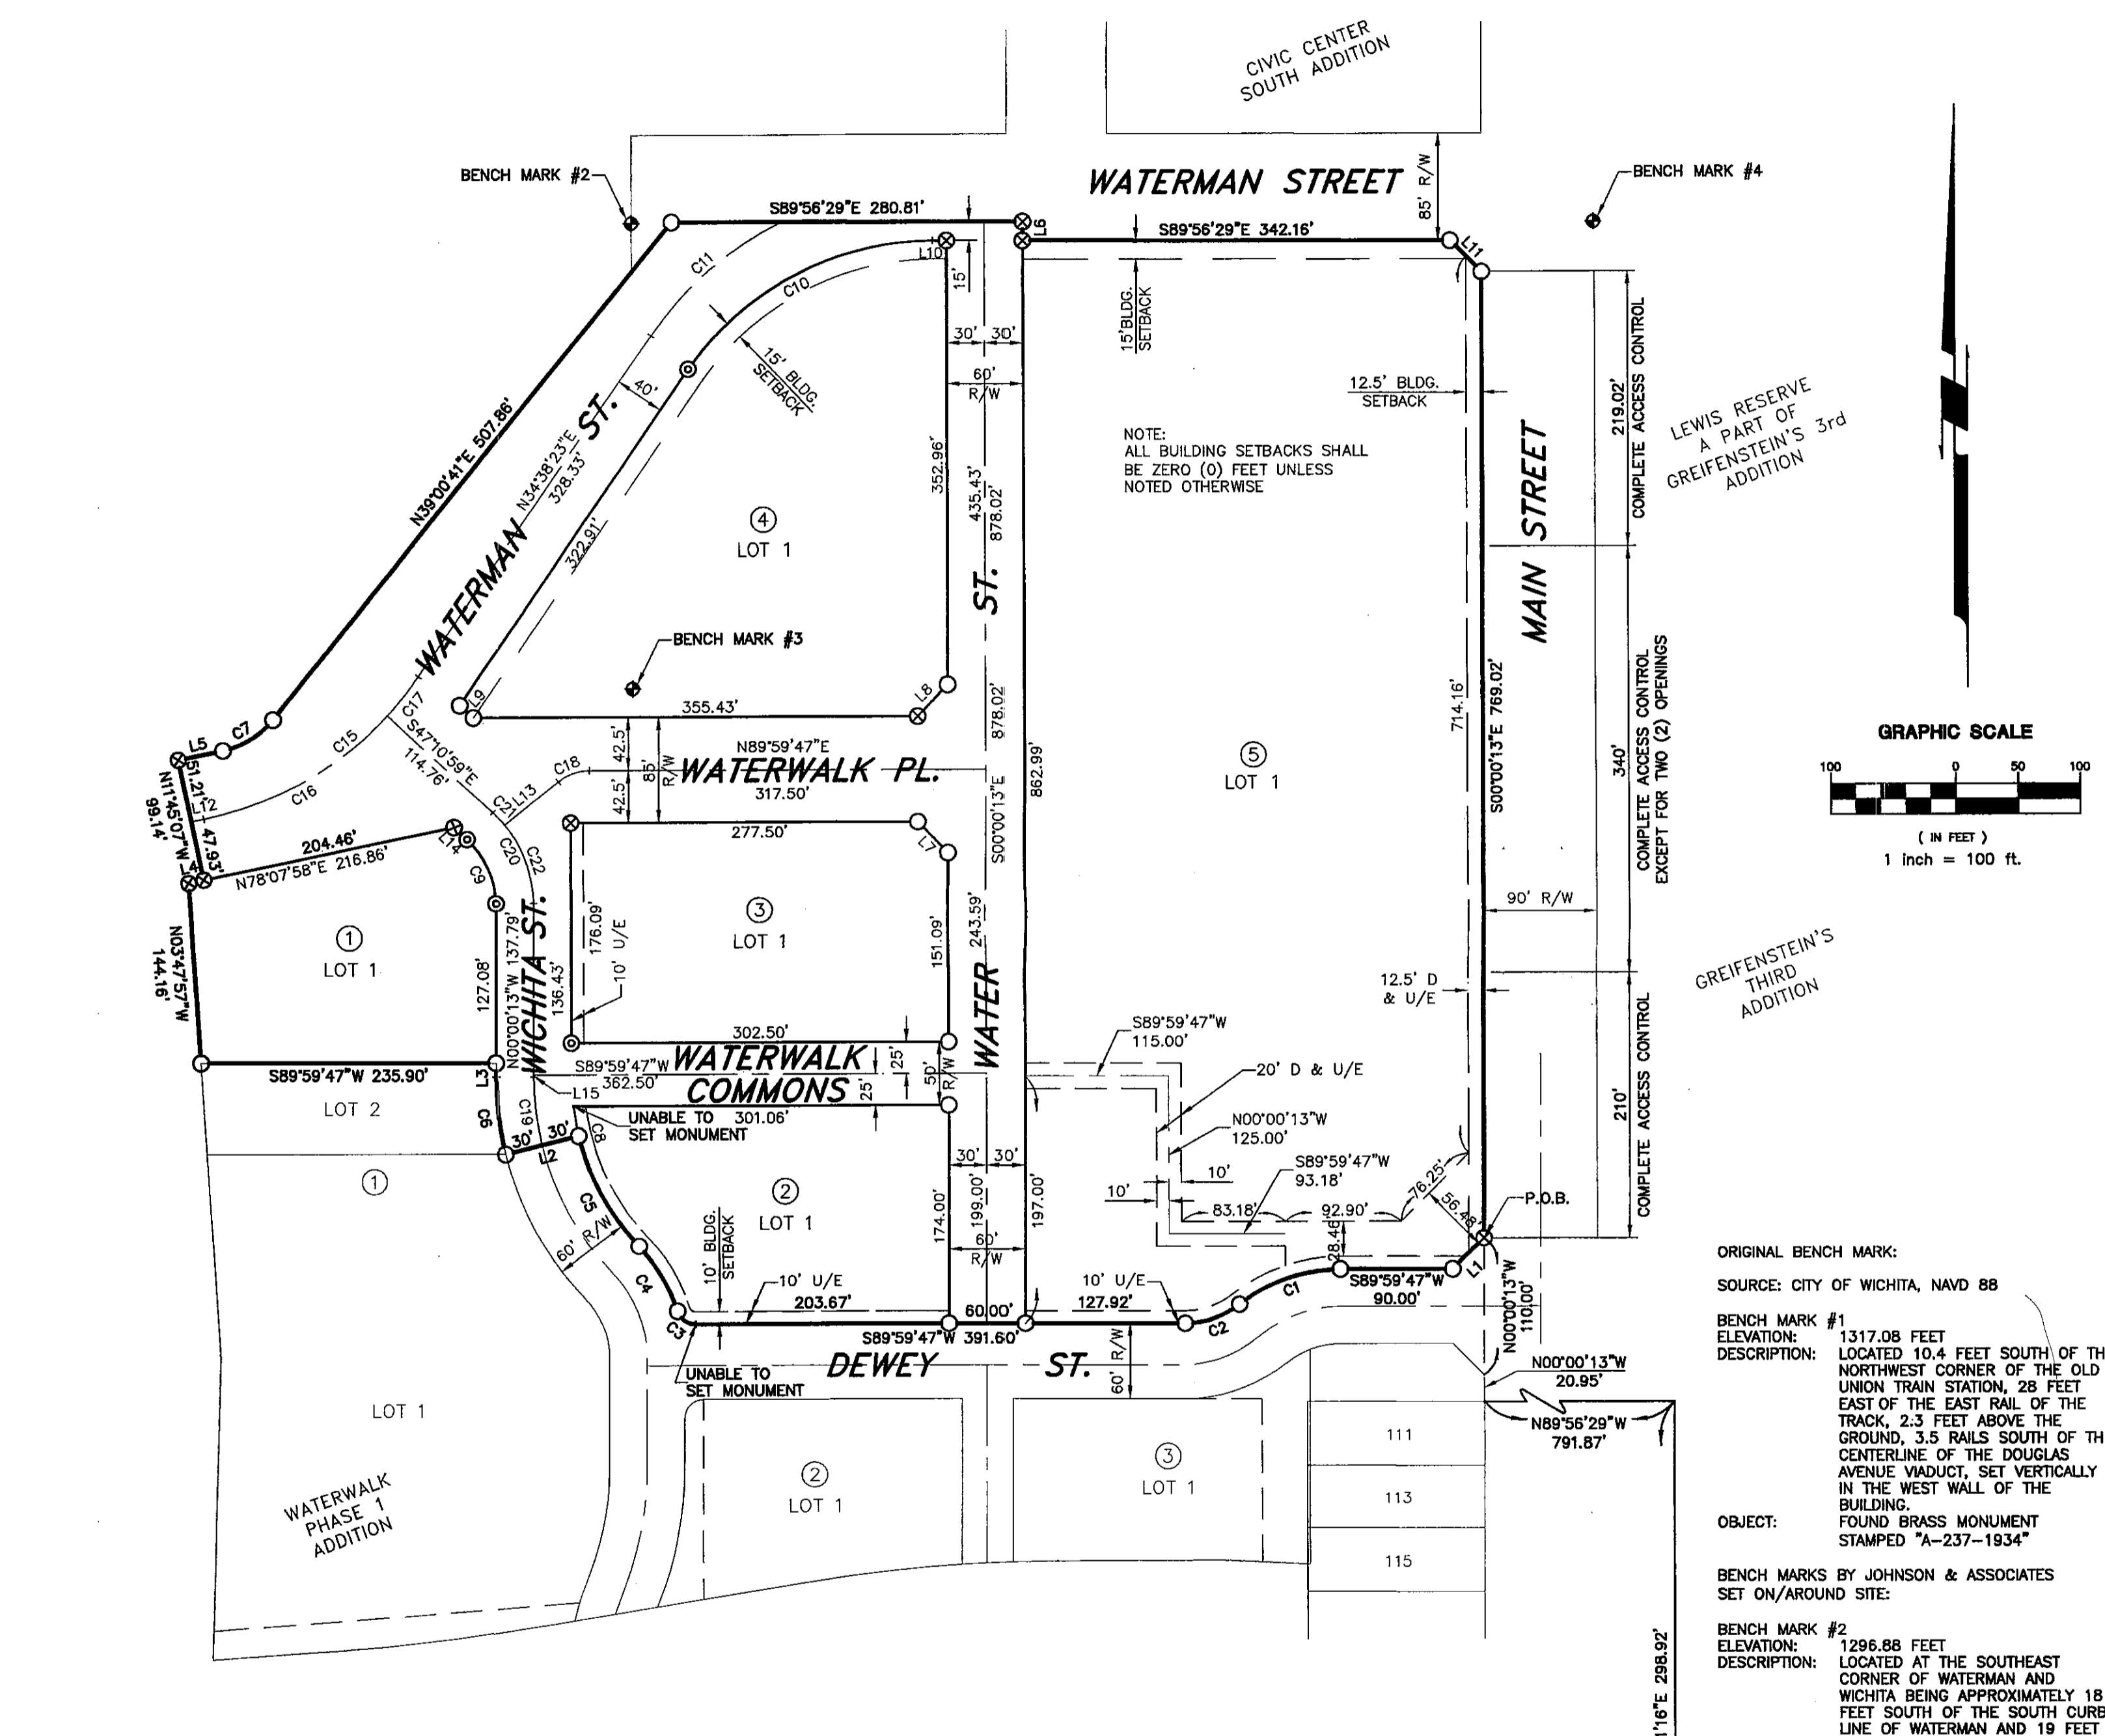 CIVIC CENTER
SOUTH ADDITION
BENCH MARK #2
WATERMAN STREET
85' R/W
BENCH MARK #4
S89°56'29"E 280.81'
L6
S89°56'29"E 342.16'
L11
L10
C11
C10
15'
15' BLDG.
SETBACK
15'BLDG.
SETBACK
30'
30'
60'
R/W
40'
12.5' BLDG.
SETBACK
219.02'
COMPLETE ACCESS CONTROL
LEWIS RESERVE
A PART OF
GREIFENSTEIN'S 3rd
ADDITION
N39°00'41"E 507.86'
WATERMAN ST.
N34°38'23"E
328.33'
322.91'
352.96'
435.43'
878.02'
NOTE:
ALL BUILDING SETBACKS SHALL
BE ZERO (0) FEET UNLESS
NOTED OTHERWISE
4
LOT 1
MAIN STREET
BENCH MARK #3
L9
L8
355.43'
878.02'
S00°00'13"E
862.99'
714.16'
S00°00'13"E 769.02'
340'
COMPLETE ACCESS CONTROL
EXCEPT FOR TWO (2) OPENINGS
GRAPHIC SCALE
100
0
50
100
( IN FEET )
1 inch = 100 ft.
L5
C7
C15
C16
C17
S47°10'59"E
114.76'
C18
C21
L13
42.5'
42.5'
85'
R/W
N89°59'47"E
WATERWALK PL.
317.50'
277.50'
L7
5
LOT 1
51.21'
L12
N11°45'07"W
99.14'
47.93'
L4
204.46'
N78°07'58"E 216.86'
L14
C9
C20
C22
1
LOT 1
N03°47'57"W
144.16'
127.08'
N00°00'13"W 137.79'
WICHITA ST.
136.43'
176.09'
10' U/E
3
LOT 1
151.09'
243.59'
WATER ST.
90' R/W
GREIFENSTEIN'S
THIRD
ADDITION
12.5' D
& U/E
302.50'
S89°59'47"W 235.90'
L3
LOT 2
S89°59'47"W
362.50'
WATERWALK
COMMONS
25'
25'
50'
R/W
L15
UNABLE TO
SET MONUMENT
301.06'
C6
C19
C8
30'
30'
L2
S89°59'47"W
115.00'
20' D & U/E
N00°00'13"W
125.00'
S89°59'47"W
93.18'
10'
10'
83.18'
92.90'
76.25'
56.48'
28.46'
P.O.B.
210'
COMPLETE ACCESS CONTROL
1
2
LOT 1
30'
30'
174.00'
199.00'
197.00'
60'
R/W
C5
60' R/W
C4
C3
10' BLDG.
SETBACK
10' U/E
203.67'
60.00'
S89°59'47"W 391.60'
10' U/E
127.92'
C2
C1
S89°59'47"W
90.00'
L1
N00°00'13"W
110.00'
UNABLE TO
SET MONUMENT
DEWEY ST.
60' R/W
N00°00'13"W
20.95'
N89°56'29"W
791.87'
LOT 1
2
LOT 1
3
LOT 1
111
113
115
WATERWALK
PHASE 1
ADDITION
1'16"E 298.92'
ORIGINAL BENCH MARK:
SOURCE: CITY OF WICHITA, NAVD 88
BENCH MARK #1
ELEVATION: 1317.08 FEET
DESCRIPTION: LOCATED 10.4 FEET SOUTH OF TH
NORTHWEST CORNER OF THE OLD
UNION TRAIN STATION, 28 FEET
EAST OF THE EAST RAIL OF THE
TRACK, 2.3 FEET ABOVE THE
GROUND, 3.5 RAILS SOUTH OF TH
CENTERLINE OF THE DOUGLAS
AVENUE VIADUCT, SET VERTICALLY
IN THE WEST WALL OF THE
BUILDING.
OBJECT: FOUND BRASS MONUMENT
STAMPED "A-237-1934"
BENCH MARKS BY JOHNSON & ASSOCIATES
SET ON/AROUND SITE:
BENCH MARK #2
ELEVATION: 1296.88 FEET
DESCRIPTION: LOCATED AT THE SOUTHEAST
CORNER OF WATERMAN AND
WICHITA BEING APPROXIMATELY 18
FEET SOUTH OF THE SOUTH CURB
LINE OF WATERMAN AND 19 FEET